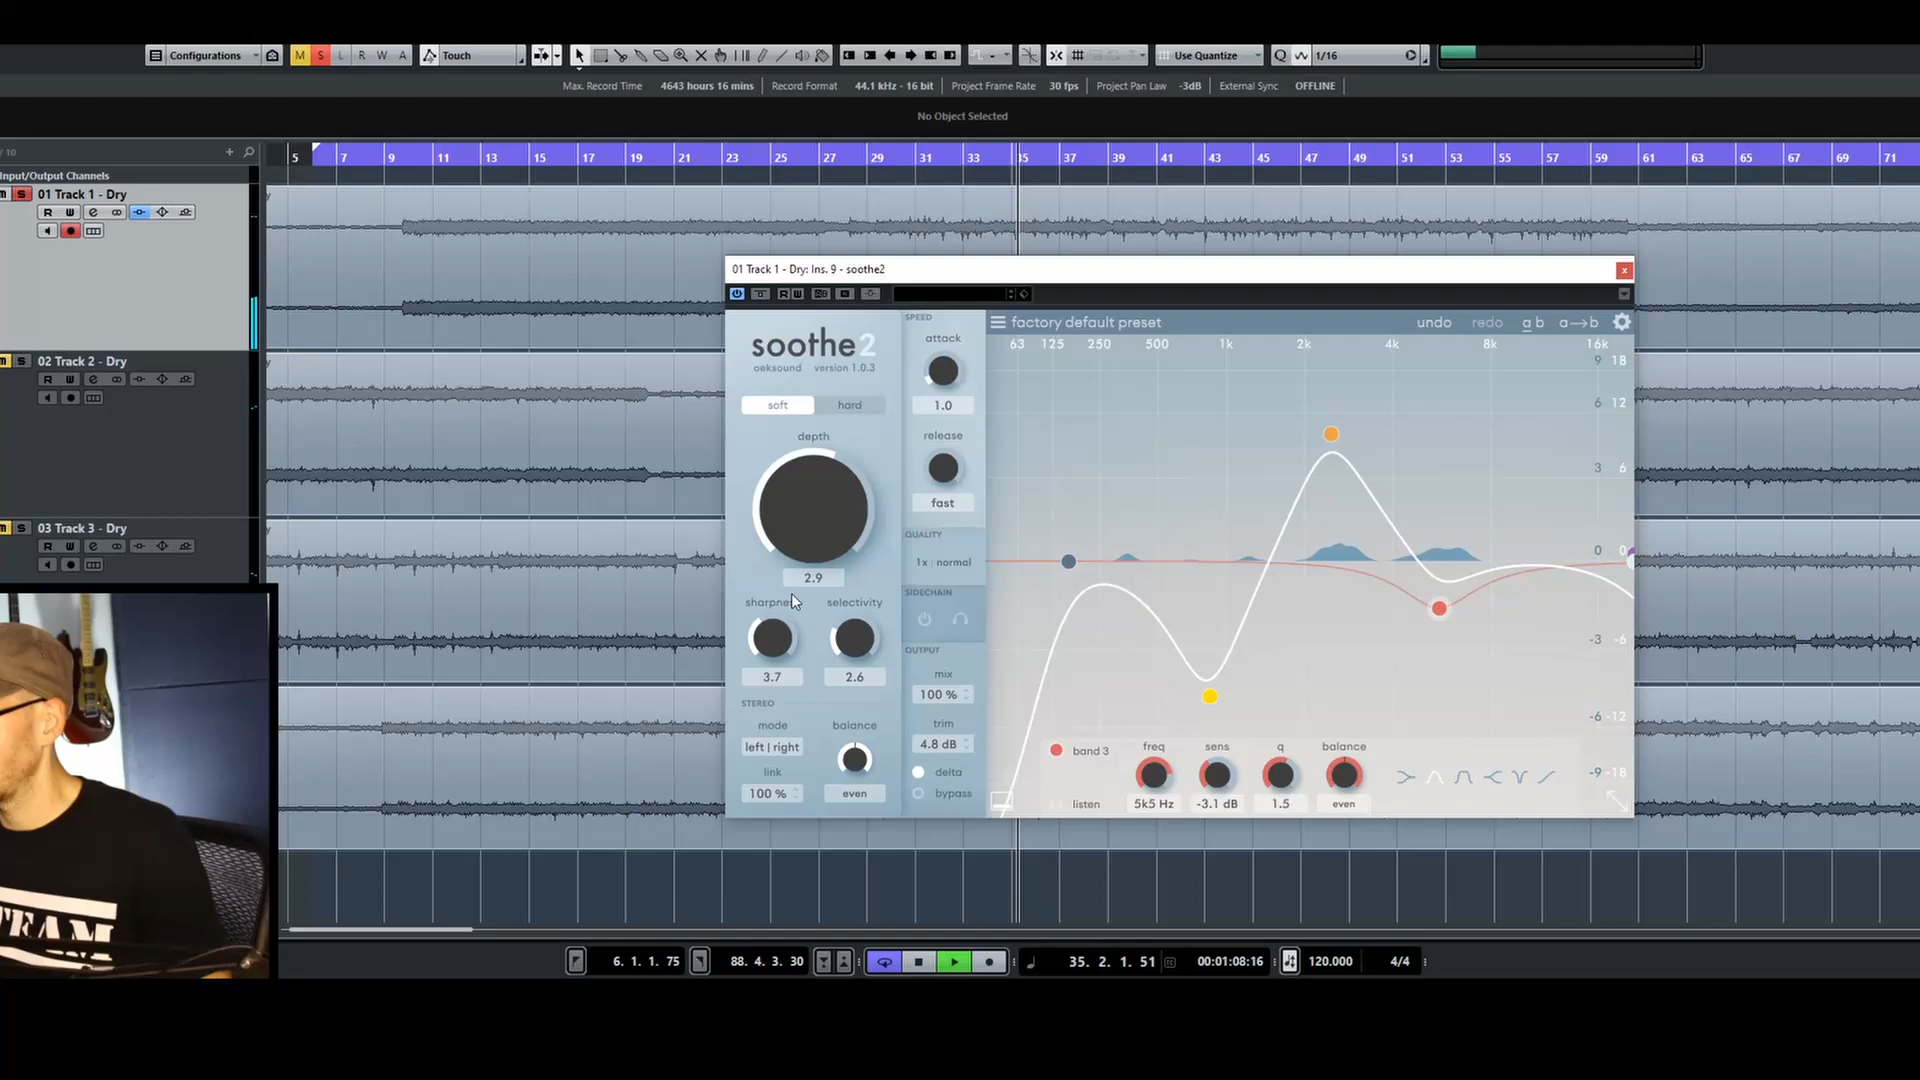 Configurations
M S L R W A
Touch
Use Quantize
Q
1/16
Max. Record Time 4643 hours 16 mins Record Format 44.1 kHz - 16 bit Project Frame Rate 30 fps Project Pan Law -3dB External Sync OFFLINE
No Object Selected
/ 10
5 7 9 11 13 15 17 19 21 23 25 27 29 31 33 35 37 39 41 43 45 47 49 51 53 55 57 59 61 63 65 67 69 71
Input/Output Channels
m S 01 Track 1 - Dry
R W e
m S 02 Track 2 - Dry
R W e
m S 03 Track 3 - Dry
R W e
01 Track 1 - Dry: Ins. 9 - soothe2
x
R W
soothe2
oeksound version 1.0.3
soft hard
depth
2.9
sharpne
selectivity
3.7
2.6
STEREO
mode
balance
left | right
link
100 %
even
SPEED
attack
1.0
release
fast
QUALITY
1x | normal
SIDECHAIN
OUTPUT
mix
100 %
trim
4.8 dB
delta
bypass
factory default preset
undo
redo
a b
a→b
63 125 250 500 1k 2k 4k 8k 16k
9 18
6 12
3 6
0 0
-3 -6
-6 -12
-9 -18
band 3
listen
freq
sens
q
balance
5k5 Hz
-3.1 dB
1.5
even
TEAM
6. 1. 1. 75
88. 4. 3. 30
35. 2. 1. 51
00:01:08:16
120.000
4/4